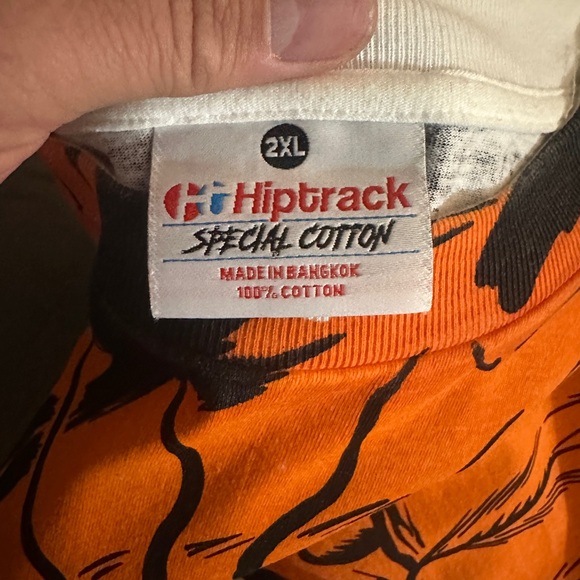 2XL
Hiptrack
SPECIAL COTTON
MADE IN BANGKOK
100% COTTON